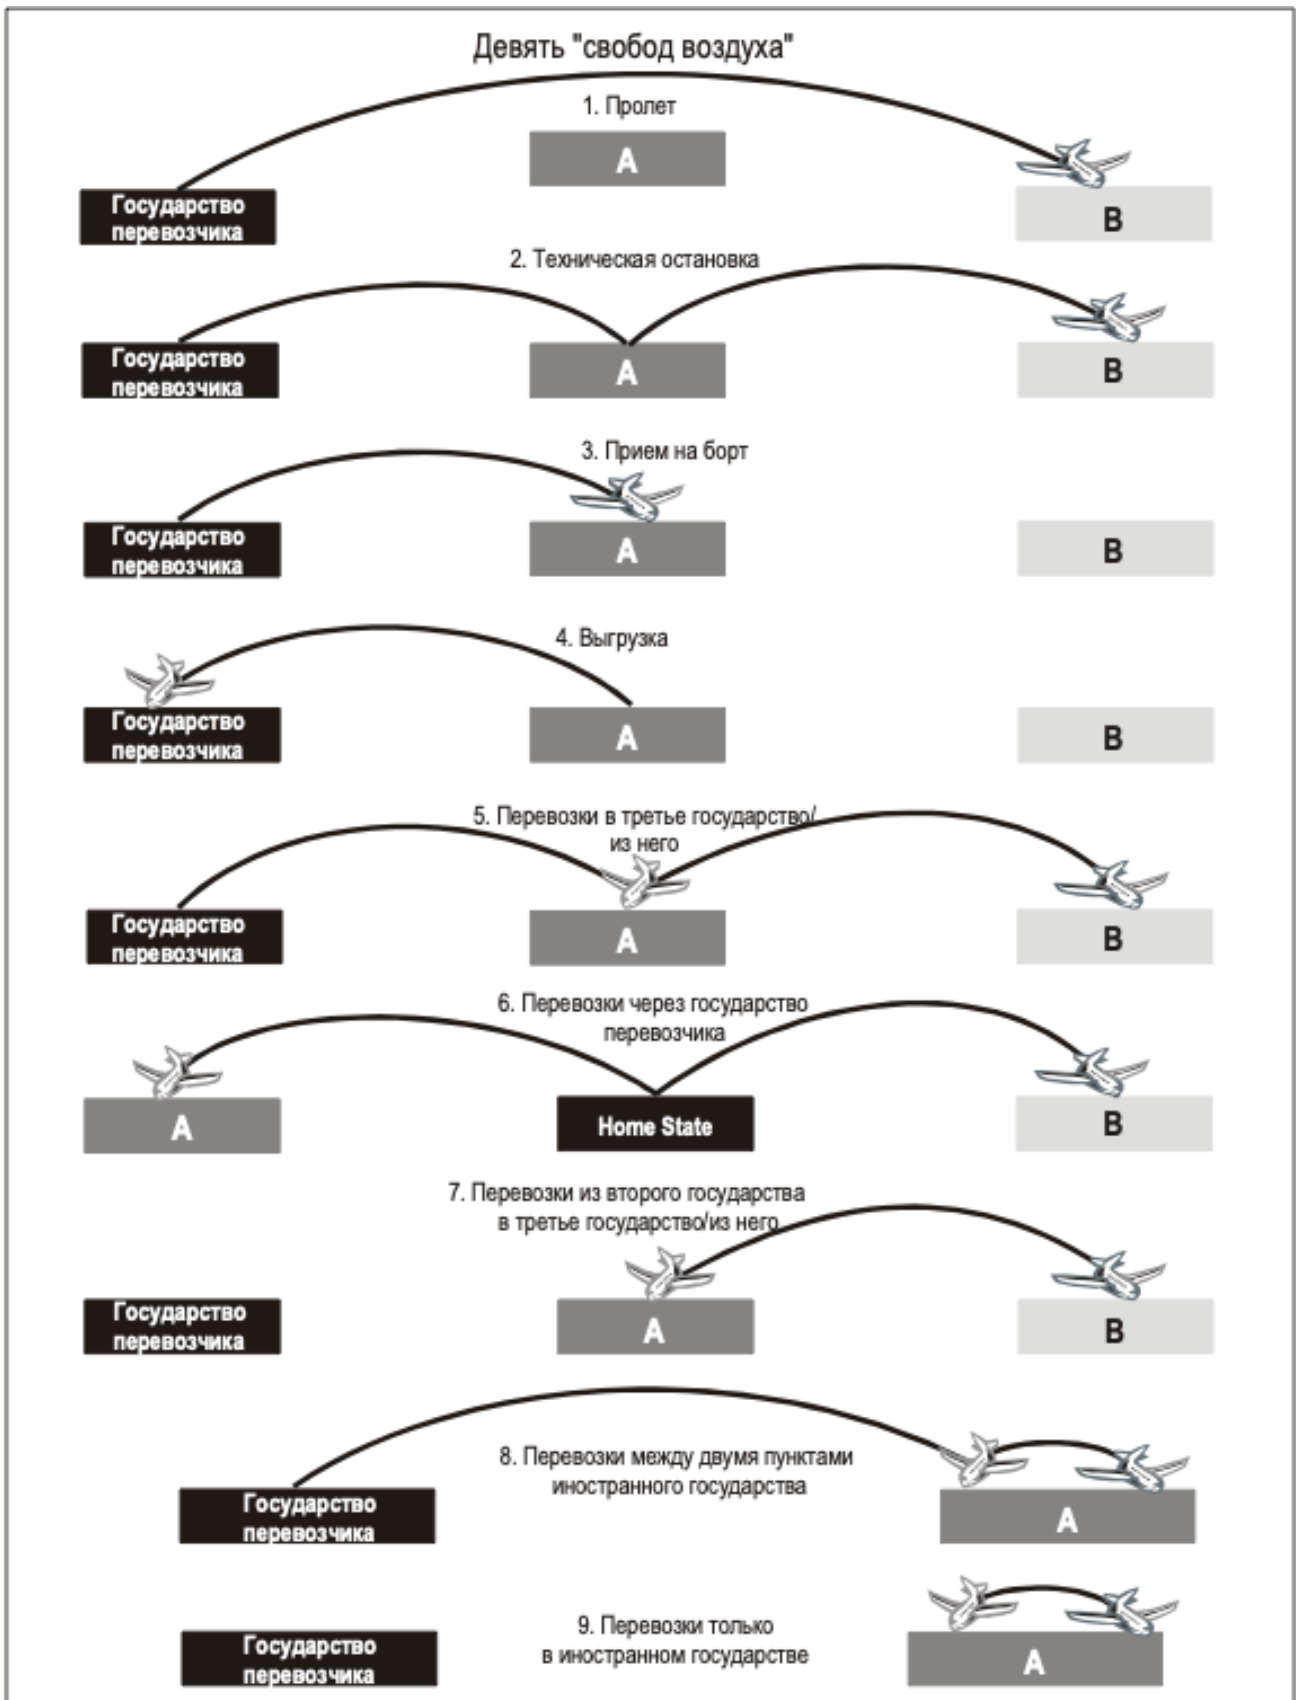 Девять "свобод воздуха"
1. Пролет
A
Государство
перевозчика
B
2. Техническая остановка
Государство
перевозчика
A
B
3. Прием на борт
Государство
перевозчика
A
B
4. Выгрузка
Государство
перевозчика
A
B
5. Перевозки в третье государство/
из него
Государство
перевозчика
A
B
6. Перевозки через государство
перевозчика
A
Home State
B
7. Перевозки из второго государства
в третье государство/из него
Государство
перевозчика
A
B
8. Перевозки между двумя пунктами
иностранного государства
Государство
перевозчика
A
9. Перевозки только
в иностранном государстве
Государство
перевозчика
A